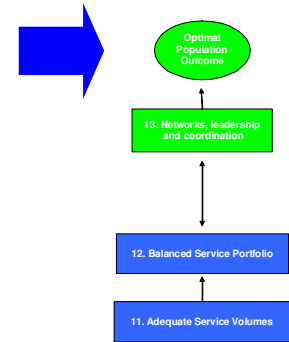 Optimal
Population
Outcome
13. Networks, leadership
and coordination
12. Balanced Service Portfolio
11. Adequate Service Volumes